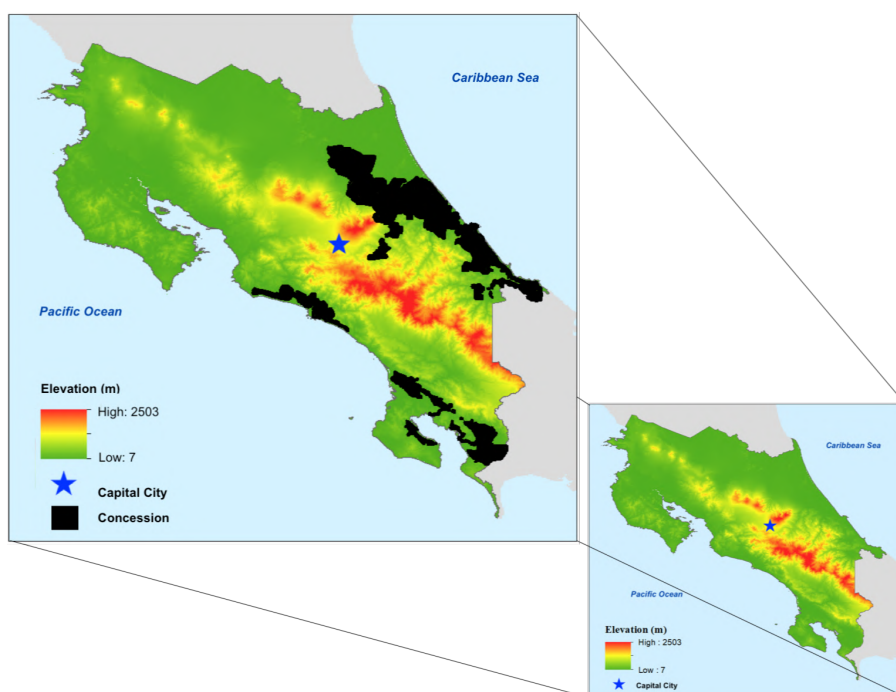 Caribbean Sea
Pacific Ocean
Elevation (m)
High: 2503
Low: 7
Capital City
Concession
Caribbean Sea
Pacific Ocean
Elevation (m)
High : 2503
Low : 7
Capital City